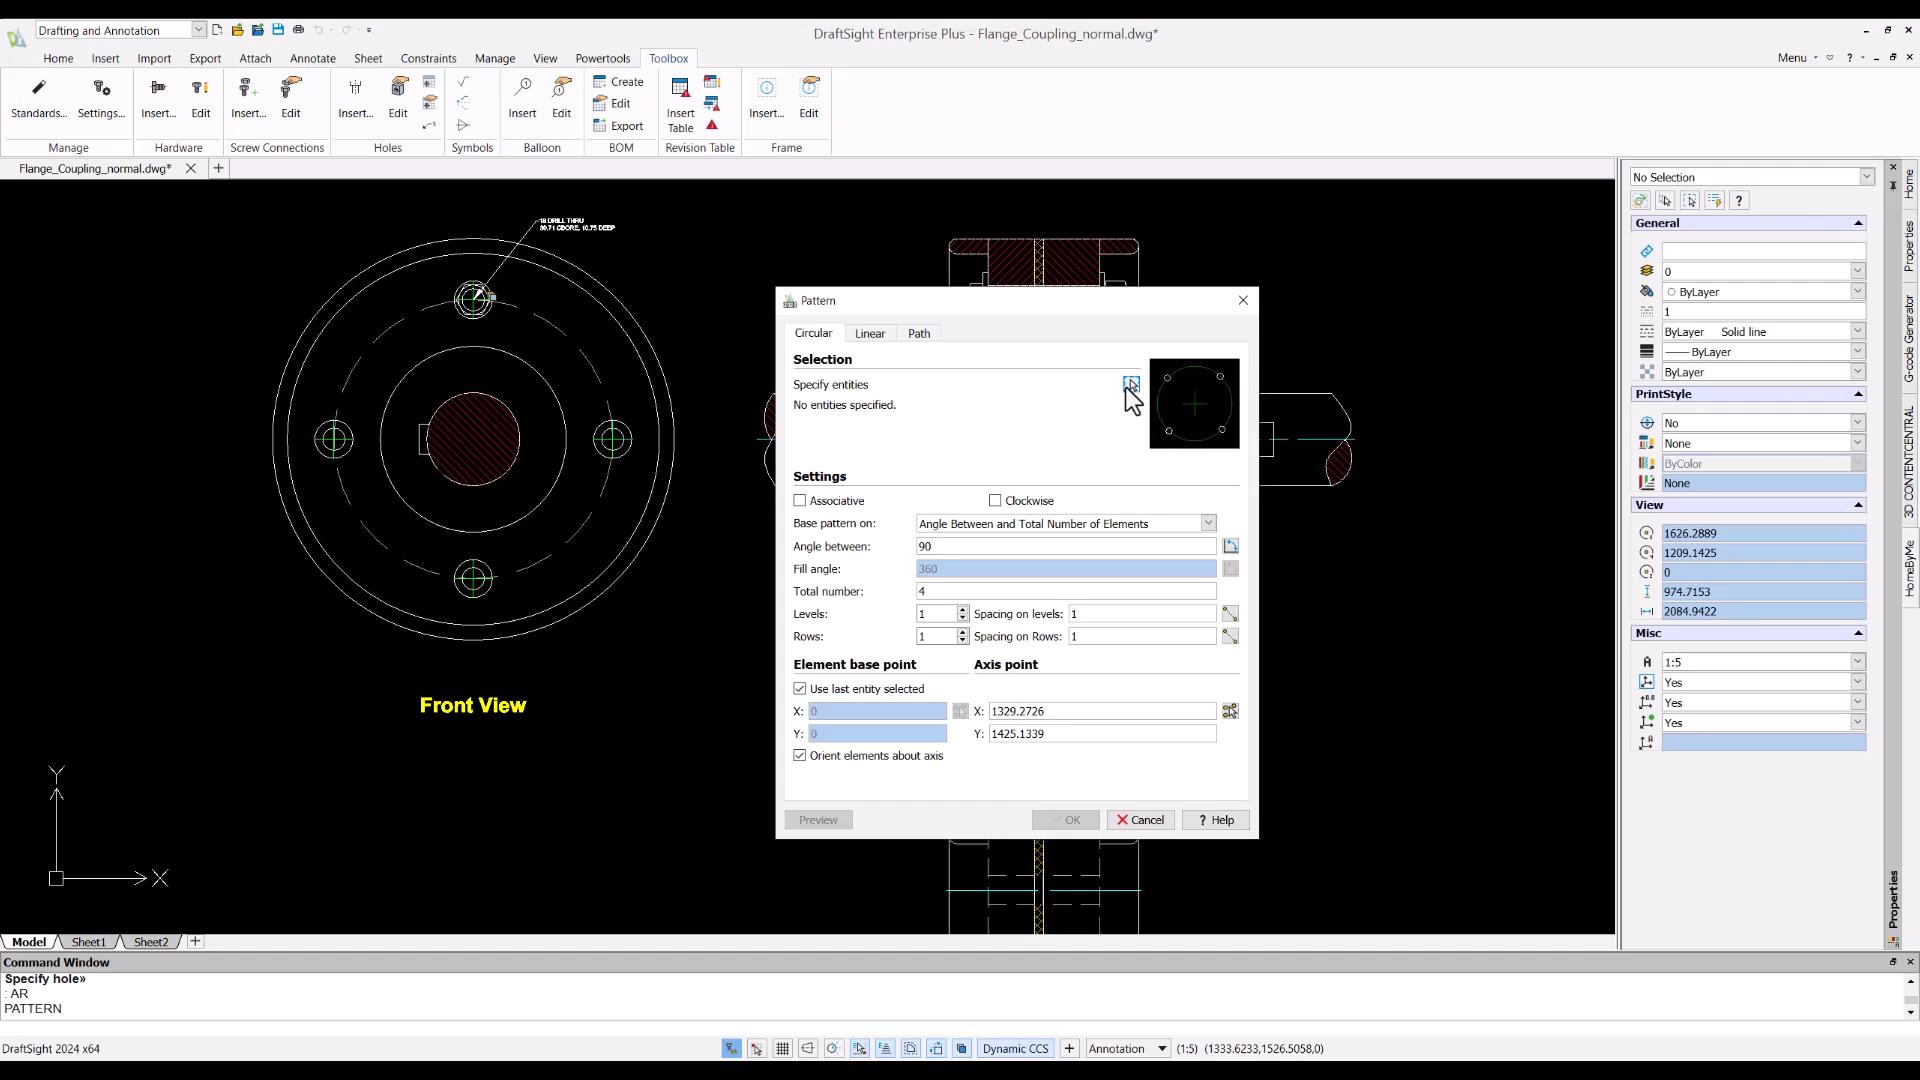 Drafting and Annotation
DraftSight Enterprise Plus - Flange_Coupling_normal.dwg*
Home Insert Import Export Attach Annotate Sheet Constraints Manage View Powertools Toolbox Menu ?
Standards... Settings... Insert... Edit Insert... Edit Insert... Edit Insert Edit Create Edit Export Insert Table Insert... Edit
Manage Hardware Screw Connections Holes Symbols Balloon BOM Revision Table Frame
Flange_Coupling_normal.dwg*
Front View
Y
X
Pattern
Circular Linear Path
Selection
Specify entities
No entities specified.
Settings
Associative Clockwise
Base pattern on: Angle Between and Total Number of Elements
Angle between: 90
Fill angle: 360
Total number: 4
Levels: 1 Spacing on levels: 1
Rows: 1 Spacing on Rows: 1
Element base point Axis point
Use last entity selected
X: 0 X: 1329.2726
Y: 0 Y: 1425.1339
Orient elements about axis
Preview OK Cancel ? Help
No Selection
?
General
0
ByLayer
1
ByLayer Solid line
ByLayer
ByLayer
PrintStyle
No
None
ByColor
None
View
1626.2889
1209.1425
0
974.7153
2084.9422
Misc
1:5
Yes
Yes
Yes
Home
Properties
G-code Generator
3D CONTENTCENTRAL
HomeByMe
Properties
Model Sheet1 Sheet2
Command Window
Specify hole»
: AR
PATTERN
DraftSight 2024 x64
Dynamic CCS Annotation (1:5) (1333.6233,1526.5058,0)